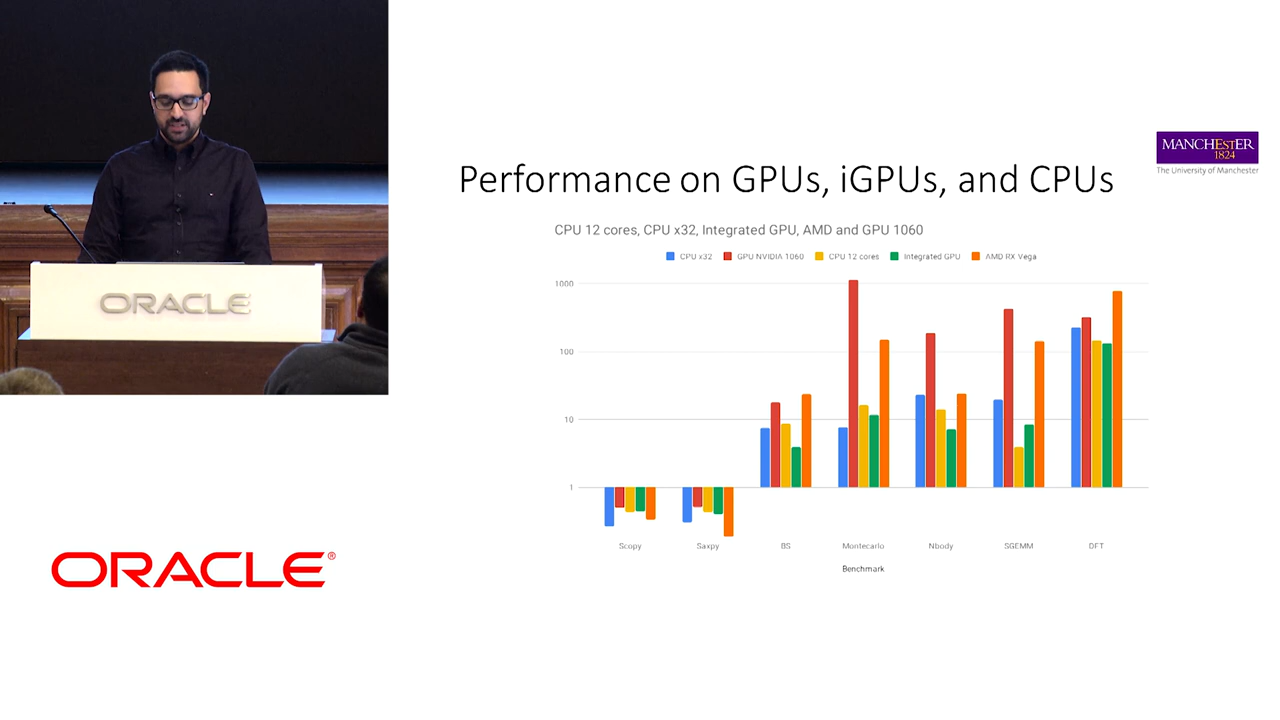 ORACLE
ORACLE®
MANCHEstER
1824
The University of Manchester
Performance on GPUs, iGPUs, and CPUs
CPU 12 cores, CPU x32, Integrated GPU, AMD and GPU 1060
CPU x32 GPU NVIDIA 1060 CPU 12 cores Integrated GPU AMD RX Vega
1000
100
10
1
Scopy Saxpy BS Montecarlo Nbody SGEMM DFT
Benchmark